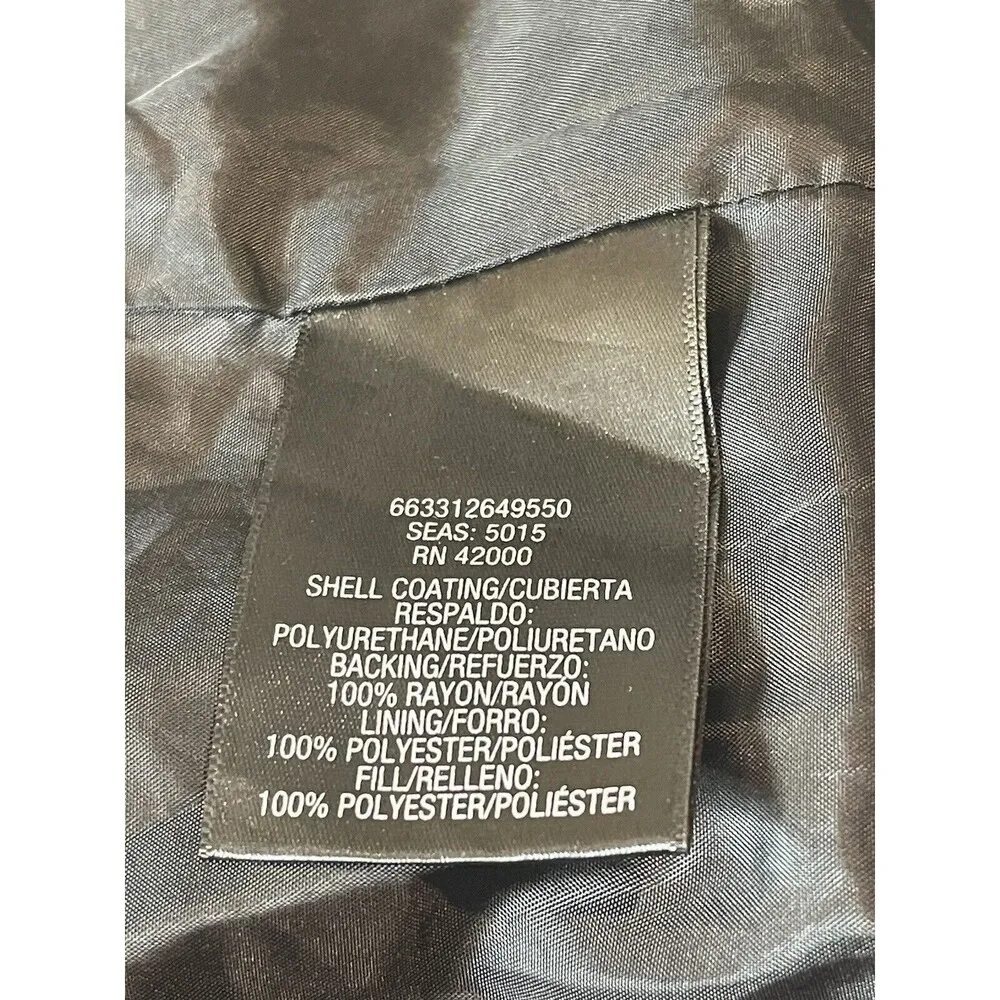 663312649550
SEAS: 5015
RN 42000
SHELL COATING/CUBIERTA
RESPALDO:
POLYURETHANE/POLIURETANO
BACKING/REFUERZO:
100% RAYON/RAYÓN
LINING/FORRO:
100% POLYESTER/POLIÉSTER
FILL/RELLENO:
100% POLYESTER/POLIÉSTER